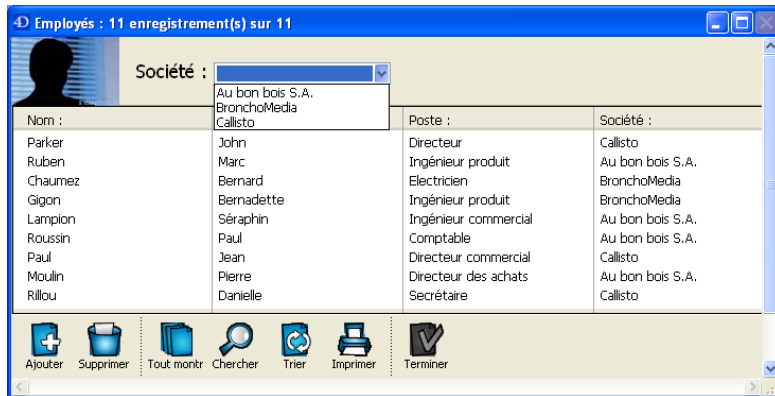 4D Employés : 11 enregistrement(s) sur 11
Société :
Au bon bois S.A.
BronchoMedia
Callisto
Nom : Poste : Société :
Parker John Directeur Callisto
Ruben Marc Ingénieur produit Au bon bois S.A.
Chaumez Bernard Electricien BronchoMedia
Gigon Bernadette Ingénieur produit BronchoMedia
Lampion Séraphin Ingénieur commercial Au bon bois S.A.
Roussin Paul Comptable Au bon bois S.A.
Paul Jean Directeur commercial Callisto
Moulin Pierre Directeur des achats Au bon bois S.A.
Rillou Danielle Secrétaire Callisto
Ajouter Supprimer Tout montr Chercher Trier Imprimer Terminer